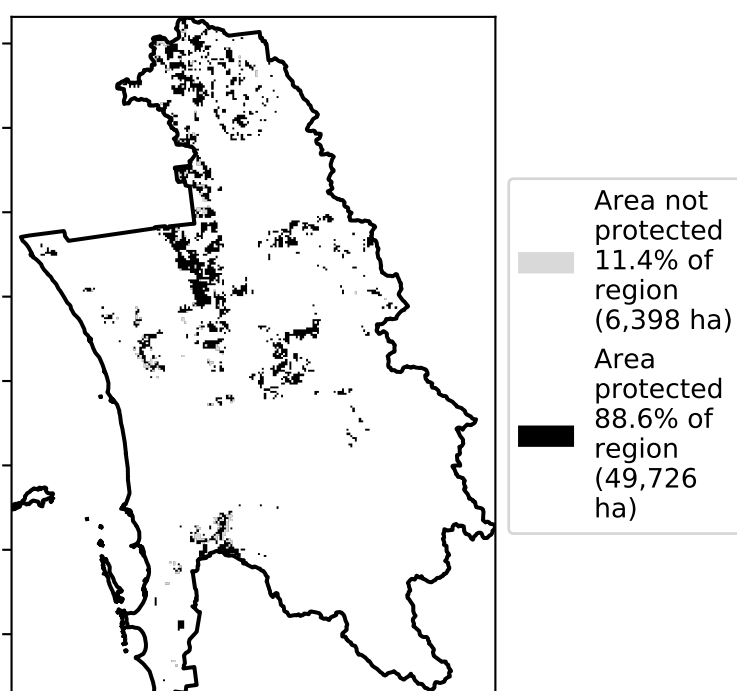 Area not
protected
11.4% of
region
(6,398 ha)
Area
protected
88.6% of
region
(49,726
ha)